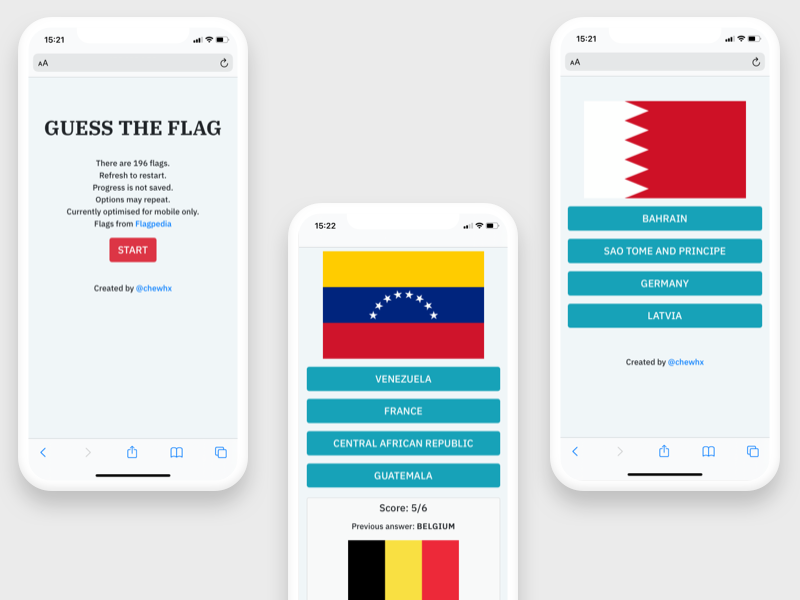 15:21
AA
GUESS THE FLAG
There are 196 flags.
Refresh to restart.
Progress is not saved.
Options may repeat.
Currently optimised for mobile only.
Flags from Flagpedia
START
Created by @chewhx
15:22
VENEZUELA
FRANCE
CENTRAL AFRICAN REPUBLIC
GUATEMALA
Score: 5/6
Previous answer: BELGIUM
15:21
AA
BAHRAIN
SAO TOME AND PRINCIPE
GERMANY
LATVIA
Created by @chewhx